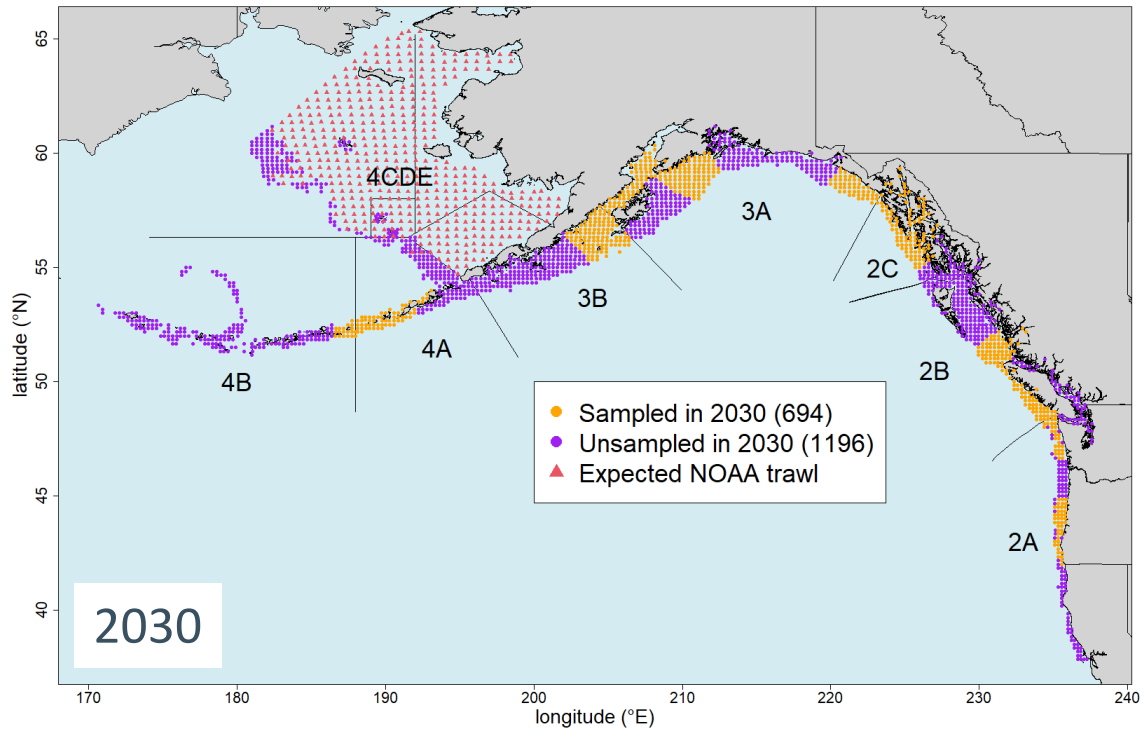 65
60
55
50
45
40
latitude (°N)
4CDE
3A
2C
3B
4A
4B
2B
2A
Sampled in 2030 (694)
Unsampled in 2030 (1196)
Expected NOAA trawl
2030
170
180
190
200
210
220
230
240
longitude (°E)